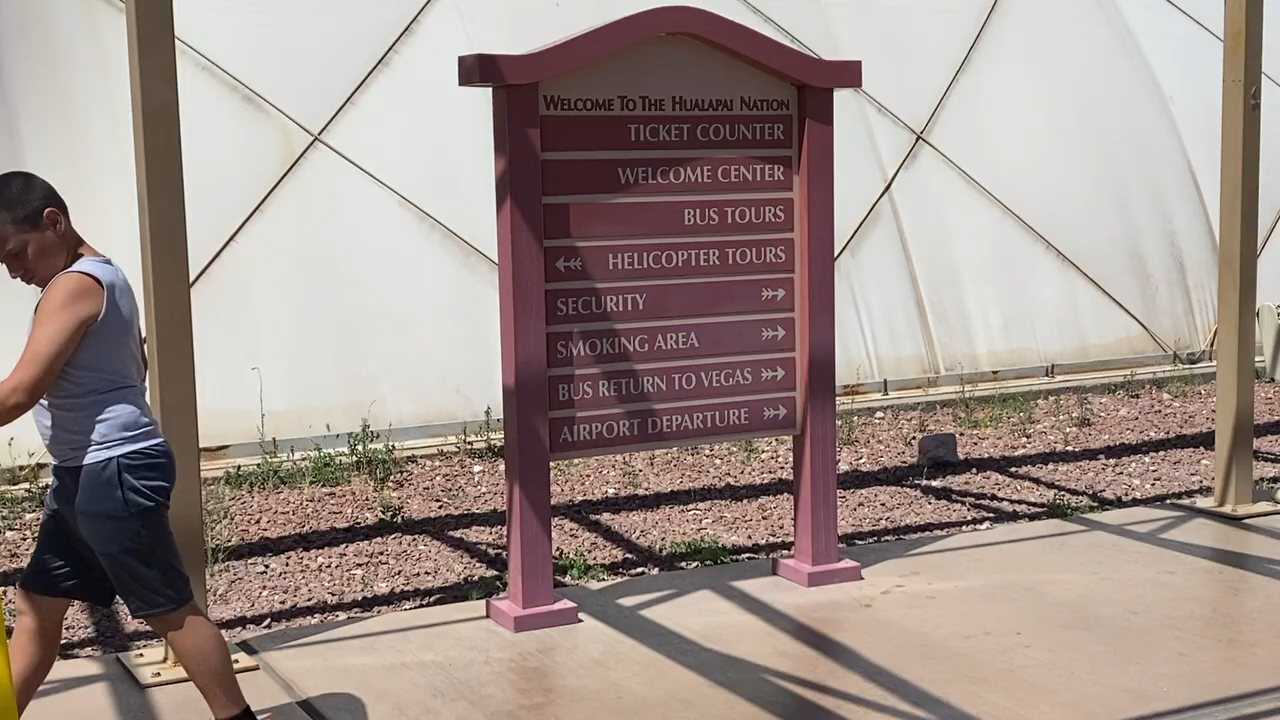 WELCOME TO THE HUALAPAI NATION
TICKET COUNTER
WELCOME CENTER
BUS TOURS
HELICOPTER TOURS
SECURITY
SMOKING AREA
BUS RETURN TO VEGAS
AIRPORT DEPARTURE